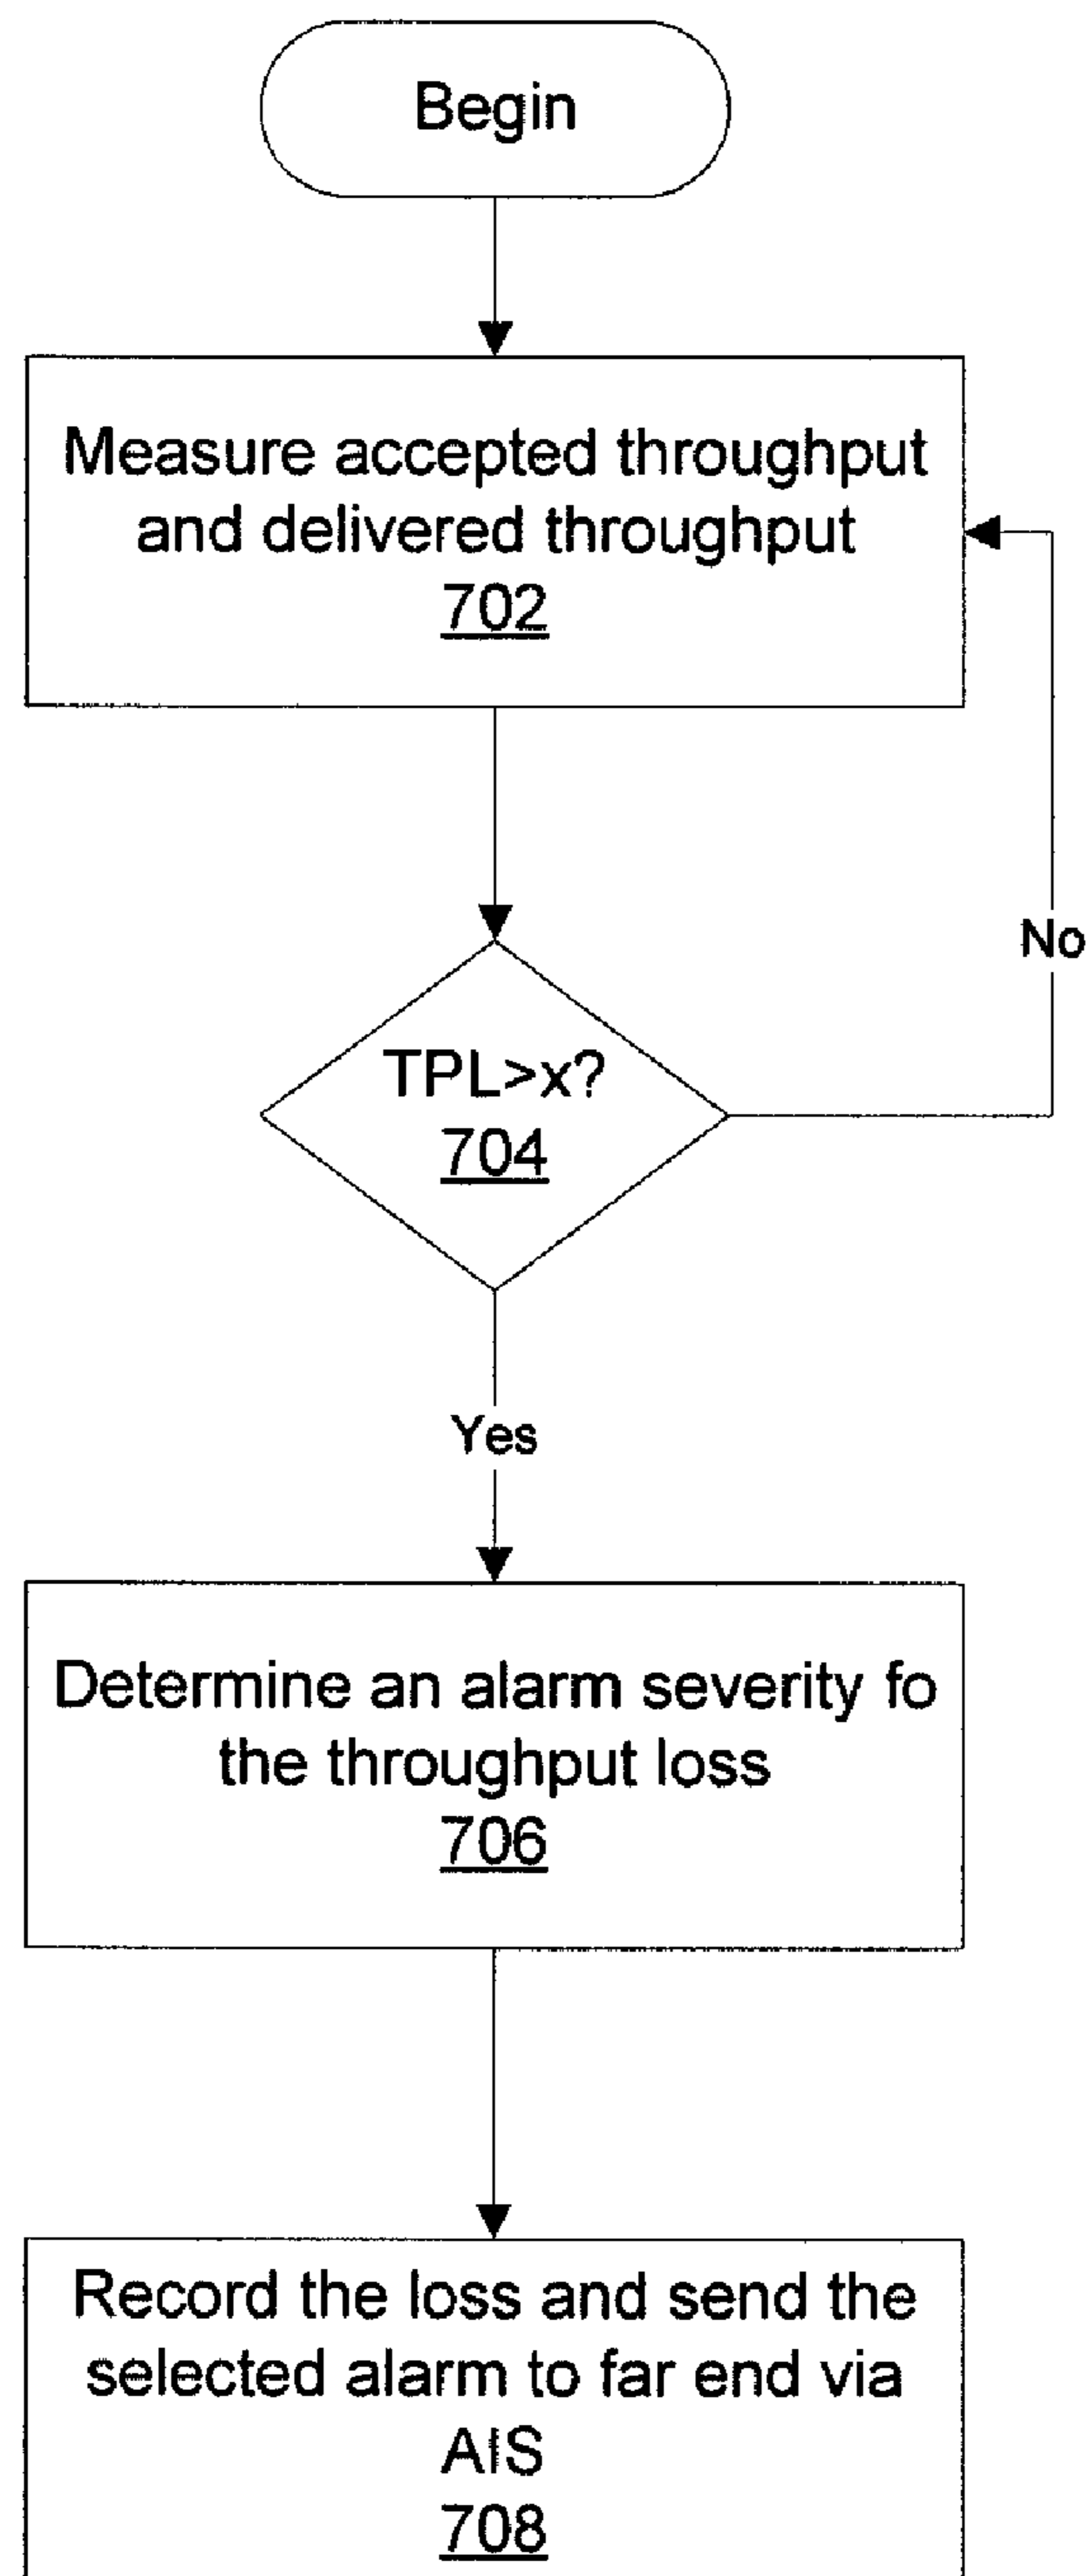 Begin
Measure accepted throughput
and delivered throughput
702
TPL>x?
704
No
Yes
Determine an alarm severity fo
the throughput loss
706
Record the loss and send the
selected alarm to far end via
AIS
708